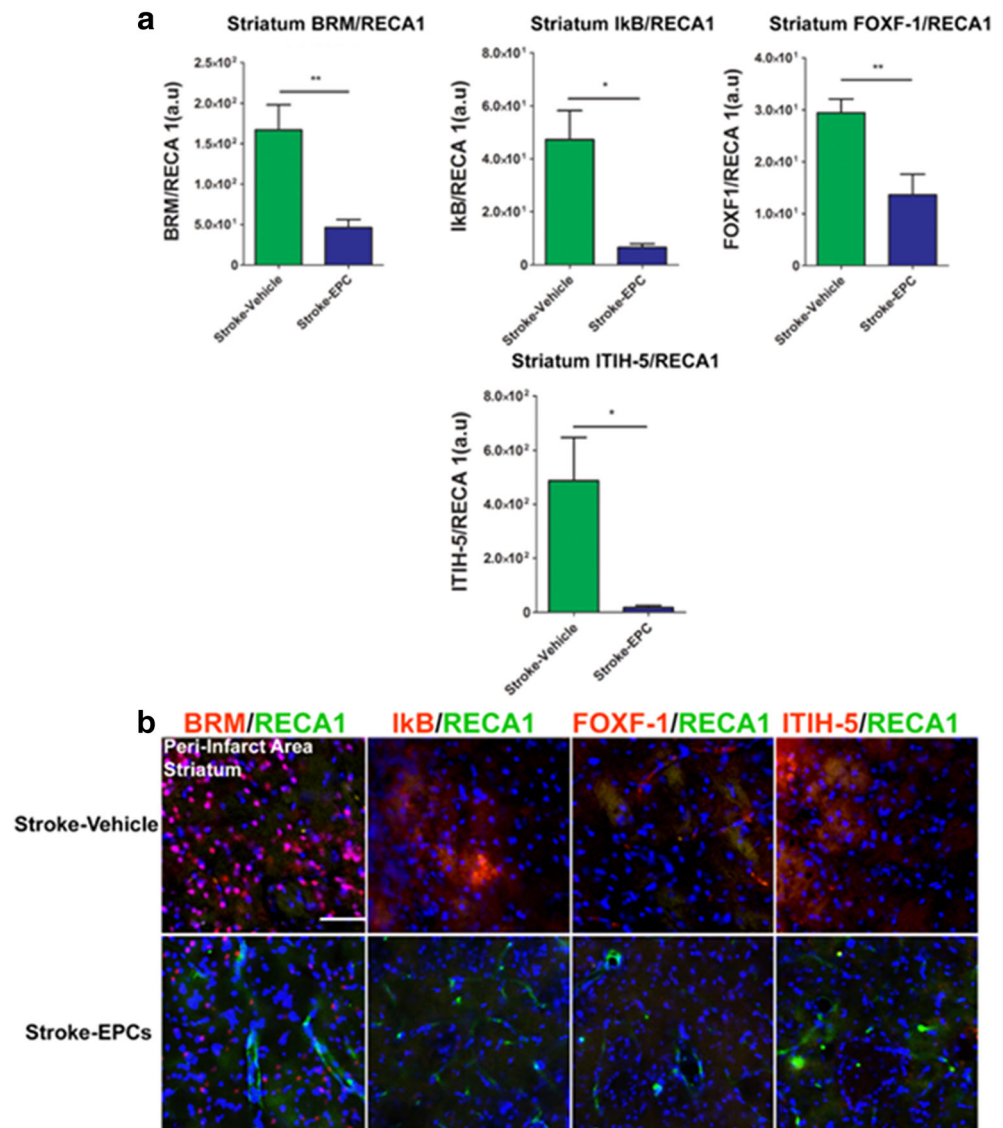 a
Striatum BRM/RECA1
BRM/RECA 1(a.u)
2.5×10²
2.0×10²
1.5×10²
1.0×10²
5.0×10¹
0
**
Stroke-Vehicle
Stroke-EPC
Striatum IkB/RECA1
IkB/RECA 1(a.u)
8.0×10¹
6.0×10¹
4.0×10¹
2.0×10¹
0
*
Stroke-Vehicle
Stroke-EPC
Striatum FOXF-1/RECA1
FOXF1/RECA 1(a.u)
4.0×10¹
3.0×10¹
2.0×10¹
1.0×10¹
0
**
Stroke-Vehicle
Stroke-EPC
Striatum ITIH-5/RECA1
ITIH-5/RECA 1(a.u)
8.0×10²
6.0×10²
4.0×10²
2.0×10²
0
*
Stroke-Vehicle
Stroke-EPC
b
BRM/RECA1
IkB/RECA1
FOXF-1/RECA1
ITIH-5/RECA1
Peri-Infarct Area
Striatum
Stroke-Vehicle
Stroke-EPCs